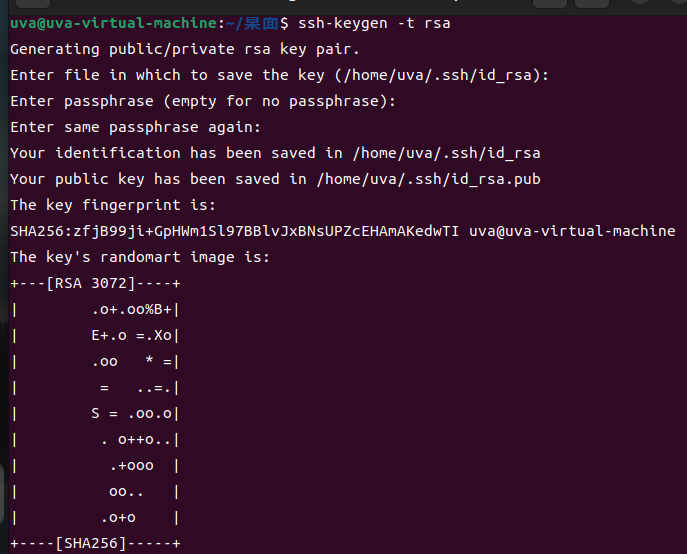 uva@uva-virtual-machine:~/桌面$ ssh-keygen -t rsa
Generating public/private rsa key pair.
Enter file in which to save the key (/home/uva/.ssh/id_rsa):
Enter passphrase (empty for no passphrase):
Enter same passphrase again:
Your identification has been saved in /home/uva/.ssh/id_rsa
Your public key has been saved in /home/uva/.ssh/id_rsa.pub
The key fingerprint is:
SHA256:zfjB99ji+GpHWm1Sl97BBlvJxBNsUPZcEHAmAKedwTI uva@uva-virtual-machine
The key's randomart image is:
+---[RSA 3072]----+
|        .o+.oo%B+|
|        E+.o =.Xo|
|        .oo   * =|
|         =   ..=.|
|        S = .oo.o|
|         . o++o..|
|          .+ooo  |
|          oo..   |
|         .o+o    |
+----[SHA256]-----+